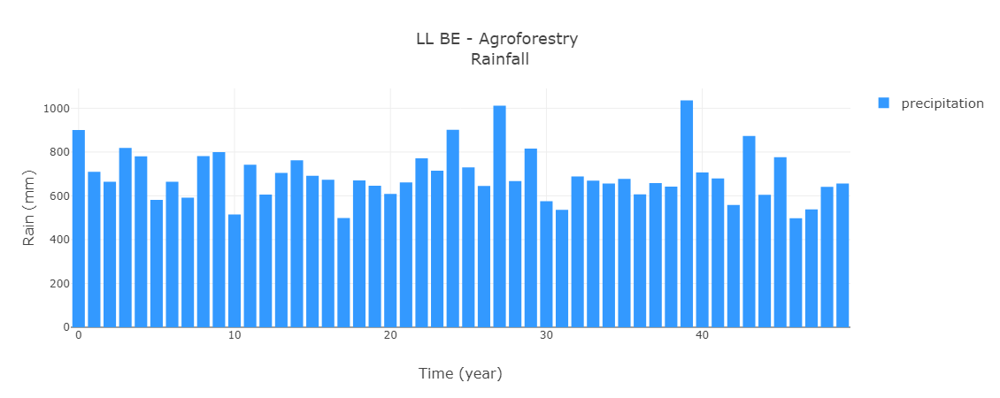 LL BE - Agroforestry
Rainfall
precipitation
Rain (mm)
1000
800
600
400
200
0
0 10 20 30 40
Time (year)